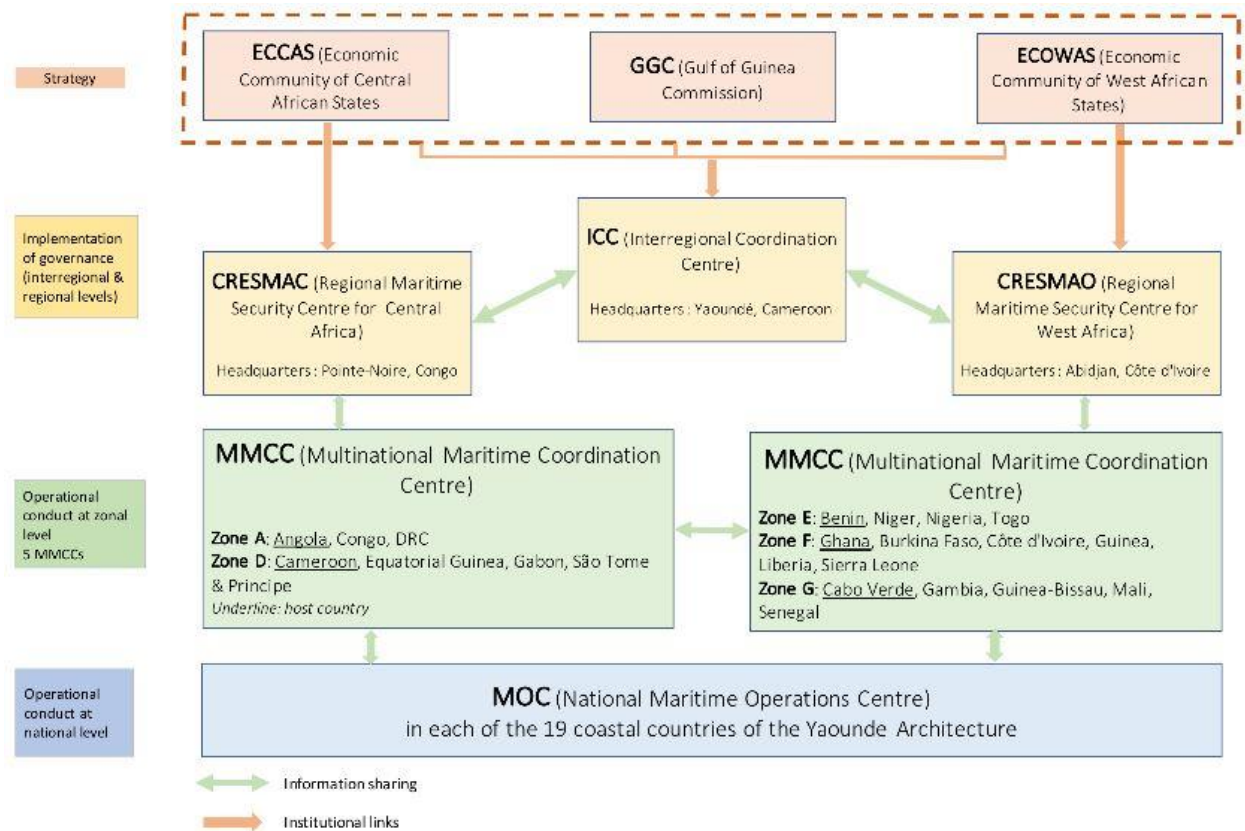 Strategy
ECCAS (Economic
Community of Central
African States
GGC (Gulf of Guinea
Commission)
ECOWAS (Economic
Community of West African
States)
Implementation
of governance
(interregional &
regional levels)
CRESMAC (Regional Maritime
Security Centre for Central
Africa)
Headquarters : Pointe-Noire, Congo
ICC (Interregional Coordination
Centre)
Headquarters : Yaoundé, Cameroon
CRESMAO (Regional
Maritime Security Centre for
West Africa)
Headquarters : Abidjan, Côte d'Ivoire
Operational
conduct at zonal
level
5 MMCCs
MMCC (Multinational Maritime Coordination
Centre)
Zone A: Angola, Congo, DRC
Zone D: Cameroon, Equatorial Guinea, Gabon, São Tome
& Principe
Underline: host country
MMCC (Multinational Maritime Coordination
Centre)
Zone E: Benin, Niger, Nigeria, Togo
Zone F: Ghana, Burkina Faso, Côte d'Ivoire, Guinea,
Liberia, Sierra Leone
Zone G: Cabo Verde, Gambia, Guinea-Bissau, Mali,
Senegal
Operational
conduct at
national level
MOC (National Maritime Operations Centre)
in each of the 19 coastal countries of the Yaounde Architecture
Information sharing
Institutional links